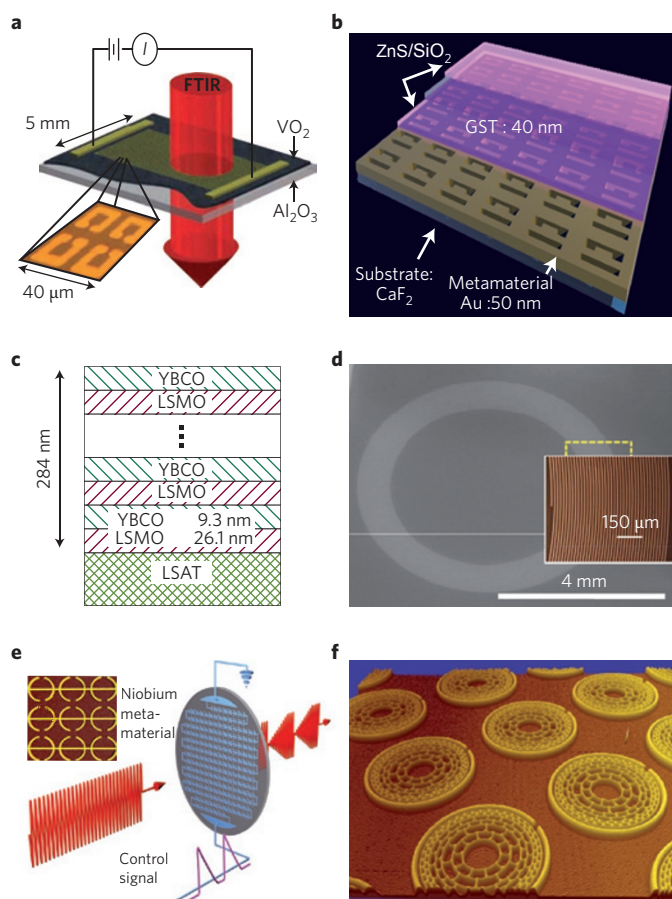 a
I
FTIR
5 mm
VO2
Al2O3
40 μm
b
ZnS/SiO2
GST : 40 nm
Substrate:
CaF2
Metamaterial
Au :50 nm
c
284 nm
YBCO
LSMO
YBCO
LSMO
YBCO 9.3 nm
LSMO 26.1 nm
LSAT
d
150 μm
4 mm
e
Niobium
meta-
material
Control
signal
f